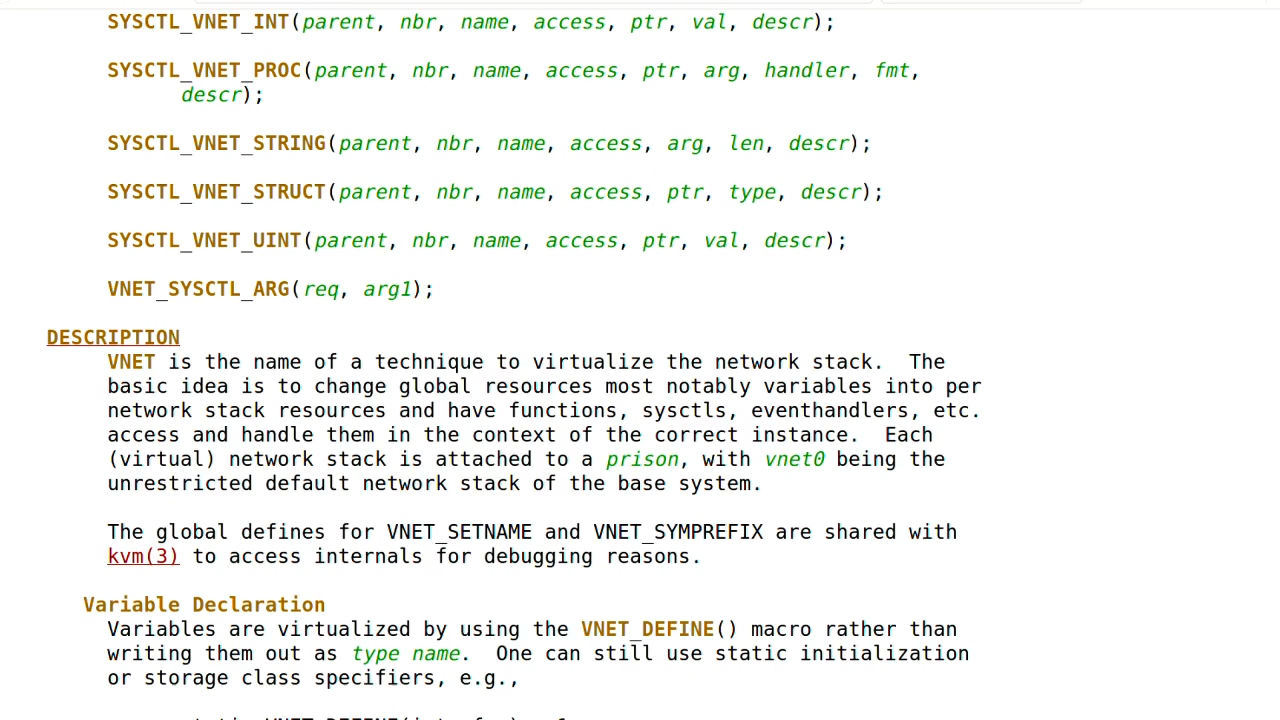 SYSCTL_VNET_INT(parent, nbr, name, access, ptr, val, descr);
SYSCTL_VNET_PROC(parent, nbr, name, access, ptr, arg, handler, fmt,
descr);
SYSCTL_VNET_STRING(parent, nbr, name, access, arg, len, descr);
SYSCTL_VNET_STRUCT(parent, nbr, name, access, ptr, type, descr);
SYSCTL_VNET_UINT(parent, nbr, name, access, ptr, val, descr);
VNET_SYSCTL_ARG(req, arg1);
DESCRIPTION
VNET is the name of a technique to virtualize the network stack.  The
basic idea is to change global resources most notably variables into per
network stack resources and have functions, sysctls, eventhandlers, etc.
access and handle them in the context of the correct instance.  Each
(virtual) network stack is attached to a prison, with vnet0 being the
unrestricted default network stack of the base system.
The global defines for VNET_SETNAME and VNET_SYMPREFIX are shared with
kvm(3) to access internals for debugging reasons.
Variable Declaration
Variables are virtualized by using the VNET_DEFINE() macro rather than
writing them out as type name.  One can still use static initialization
or storage class specifiers, e.g.,